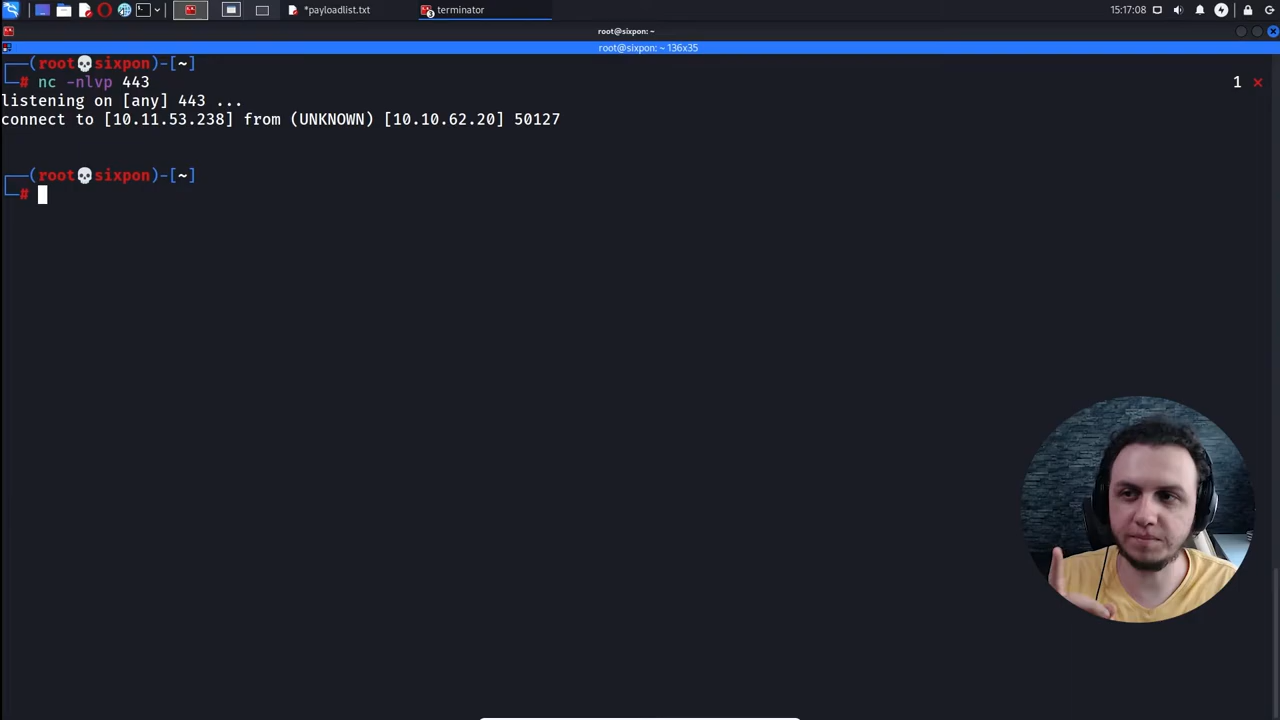 *payloadlist.txt
terminator
15:17:08
root@sixpon: ~
root@sixpon: ~ 136x35
┌──(root💀sixpon)-[~]
└─# nc -nlvp 443
1 ✕
listening on [any] 443 ...
connect to [10.11.53.238] from (UNKNOWN) [10.10.62.20] 50127
┌──(root💀sixpon)-[~]
└─#